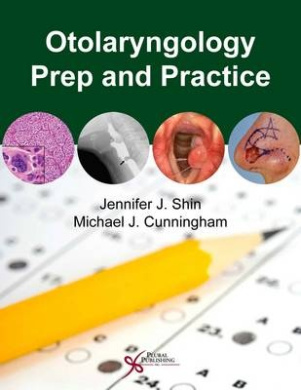 Otolaryngology
Prep and Practice
Jennifer J. Shin
Michael J. Cunningham
PLURAL
PUBLISHING